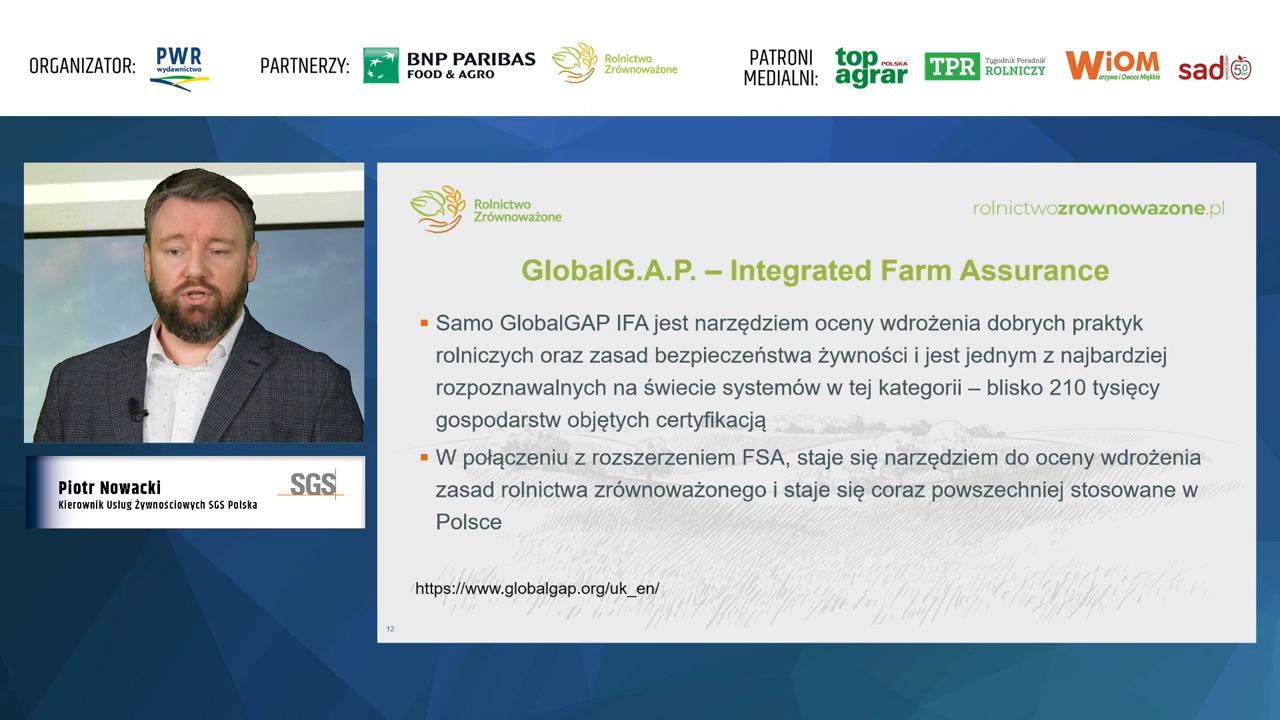 ORGANIZATOR:
PWR
wydawnictwo
PARTNERZY:
BNP PARIBAS
FOOD & AGRO
Rolnictwo
Zrównoważone
PATRONI
MEDIALNI:
top
agrar
POLSKA
TPR
Tygodnik Poradnik
ROLNICZY
WiOM
arzywa i Owoce Miękkie
sad
Rolnictwo
Zrównoważone
rolnictwozrownowazone.pl
GlobalG.A.P. – Integrated Farm Assurance
▪ Samo GlobalGAP IFA jest narzędziem oceny wdrożenia dobrych praktyk
rolniczych oraz zasad bezpieczeństwa żywności i jest jednym z najbardziej
rozpoznawalnych na świecie systemów w tej kategorii – blisko 210 tysięcy
gospodarstw objętych certyfikacją
▪ W połączeniu z rozszerzeniem FSA, staje się narzędziem do oceny wdrożenia
zasad rolnictwa zrównoważonego i staje się coraz powszechniej stosowane w
Polsce
https://www.globalgap.org/uk_en/
12
Piotr Nowacki
Kierownik Usług Żywnościowych SGS Polska
SGS